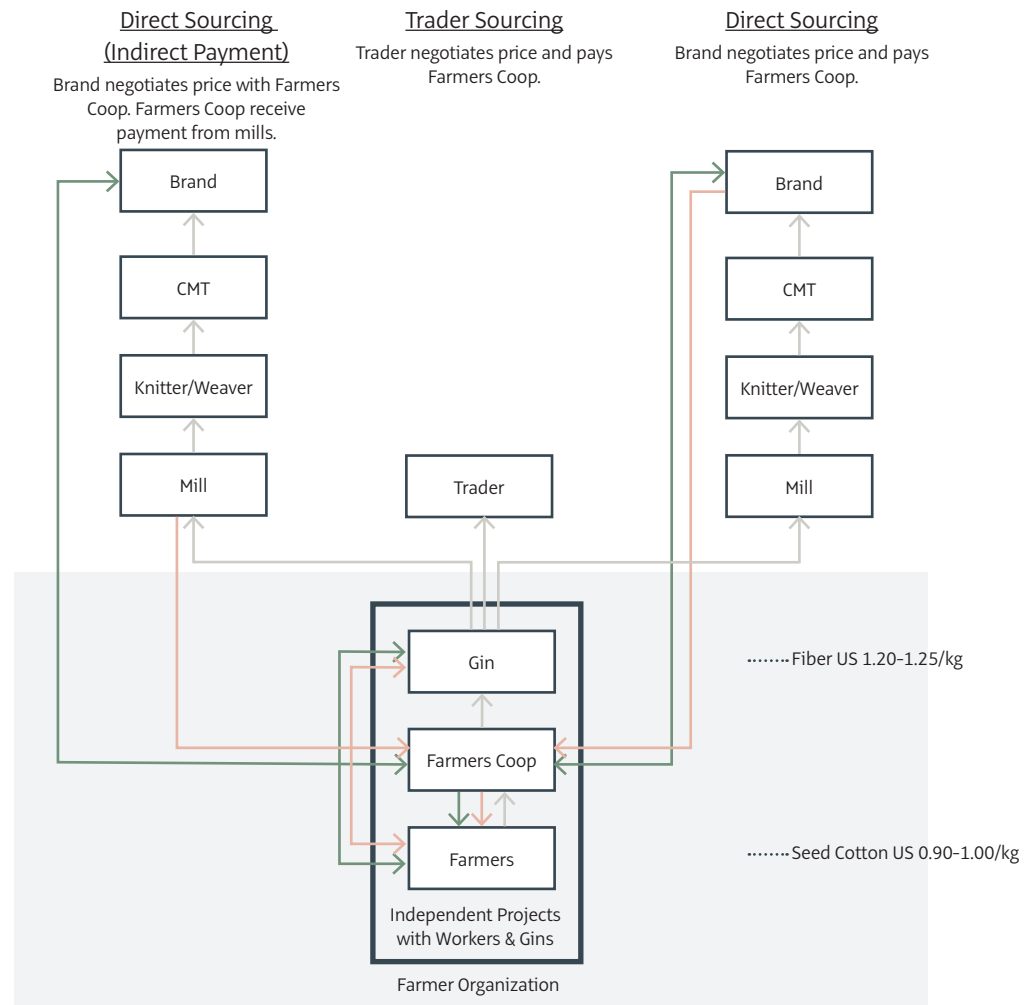 Direct Sourcing
(Indirect Payment)
Brand negotiates price with Farmers
Coop. Farmers Coop receive
payment from mills.
Trader Sourcing
Trader negotiates price and pays
Farmers Coop.
Direct Sourcing
Brand negotiates price and pays
Farmers Coop.
Brand
CMT
Knitter/Weaver
Mill
Trader
Brand
CMT
Knitter/Weaver
Mill
Gin
Fiber US 1.20–1.25/kg
Farmers Coop
Farmers
Seed Cotton US 0.90–1.00/kg
Independent Projects
with Workers & Gins
Farmer Organization